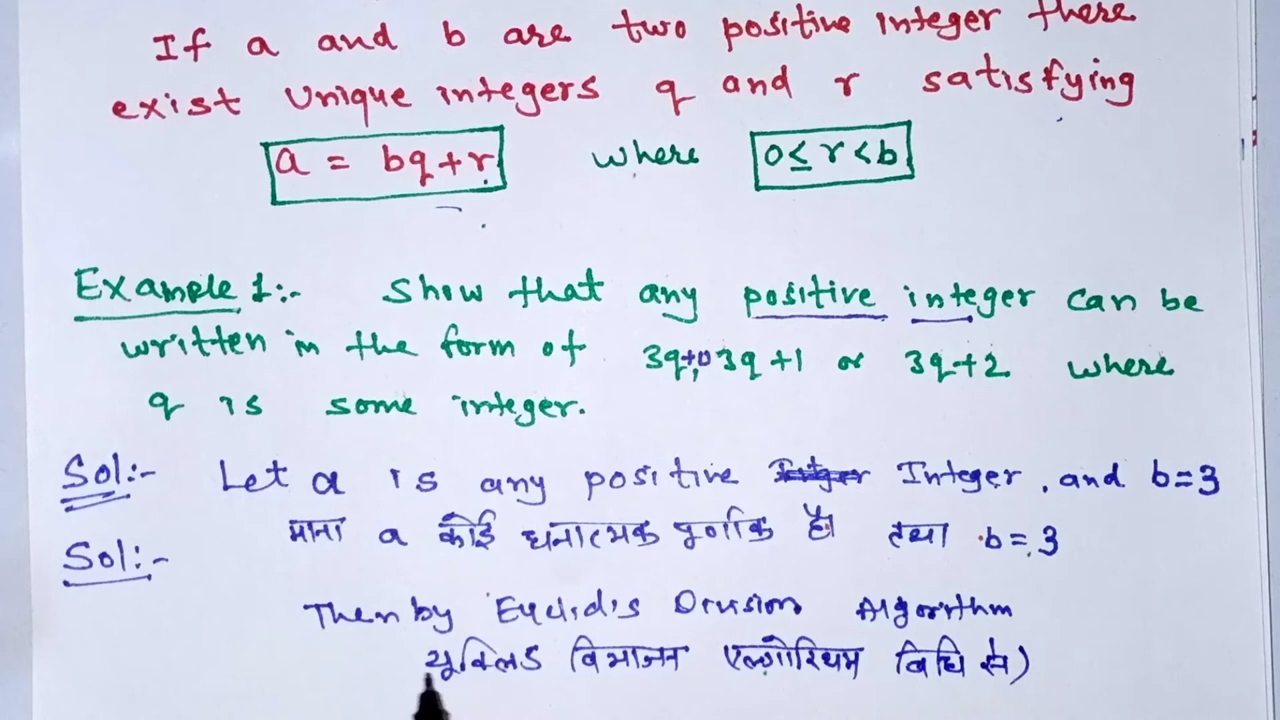 If a and b are two positive integer there
exist Unique integers q and r satisfying
a = bq+r where 0≤r<b
Example 1:- Show that any positive integer can be
written in the form of 3q+0, 3q+1 or 3q+2 where
q is some integer.
Sol:- Let a is any positive Integer, and b=3
माना a कोई धनात्मक पूर्णांक है। तथा b=3
Sol:-
Then by Euclid's Division Algorithm
यूक्लिड विभाजन एल्गोरिथम विधि से)